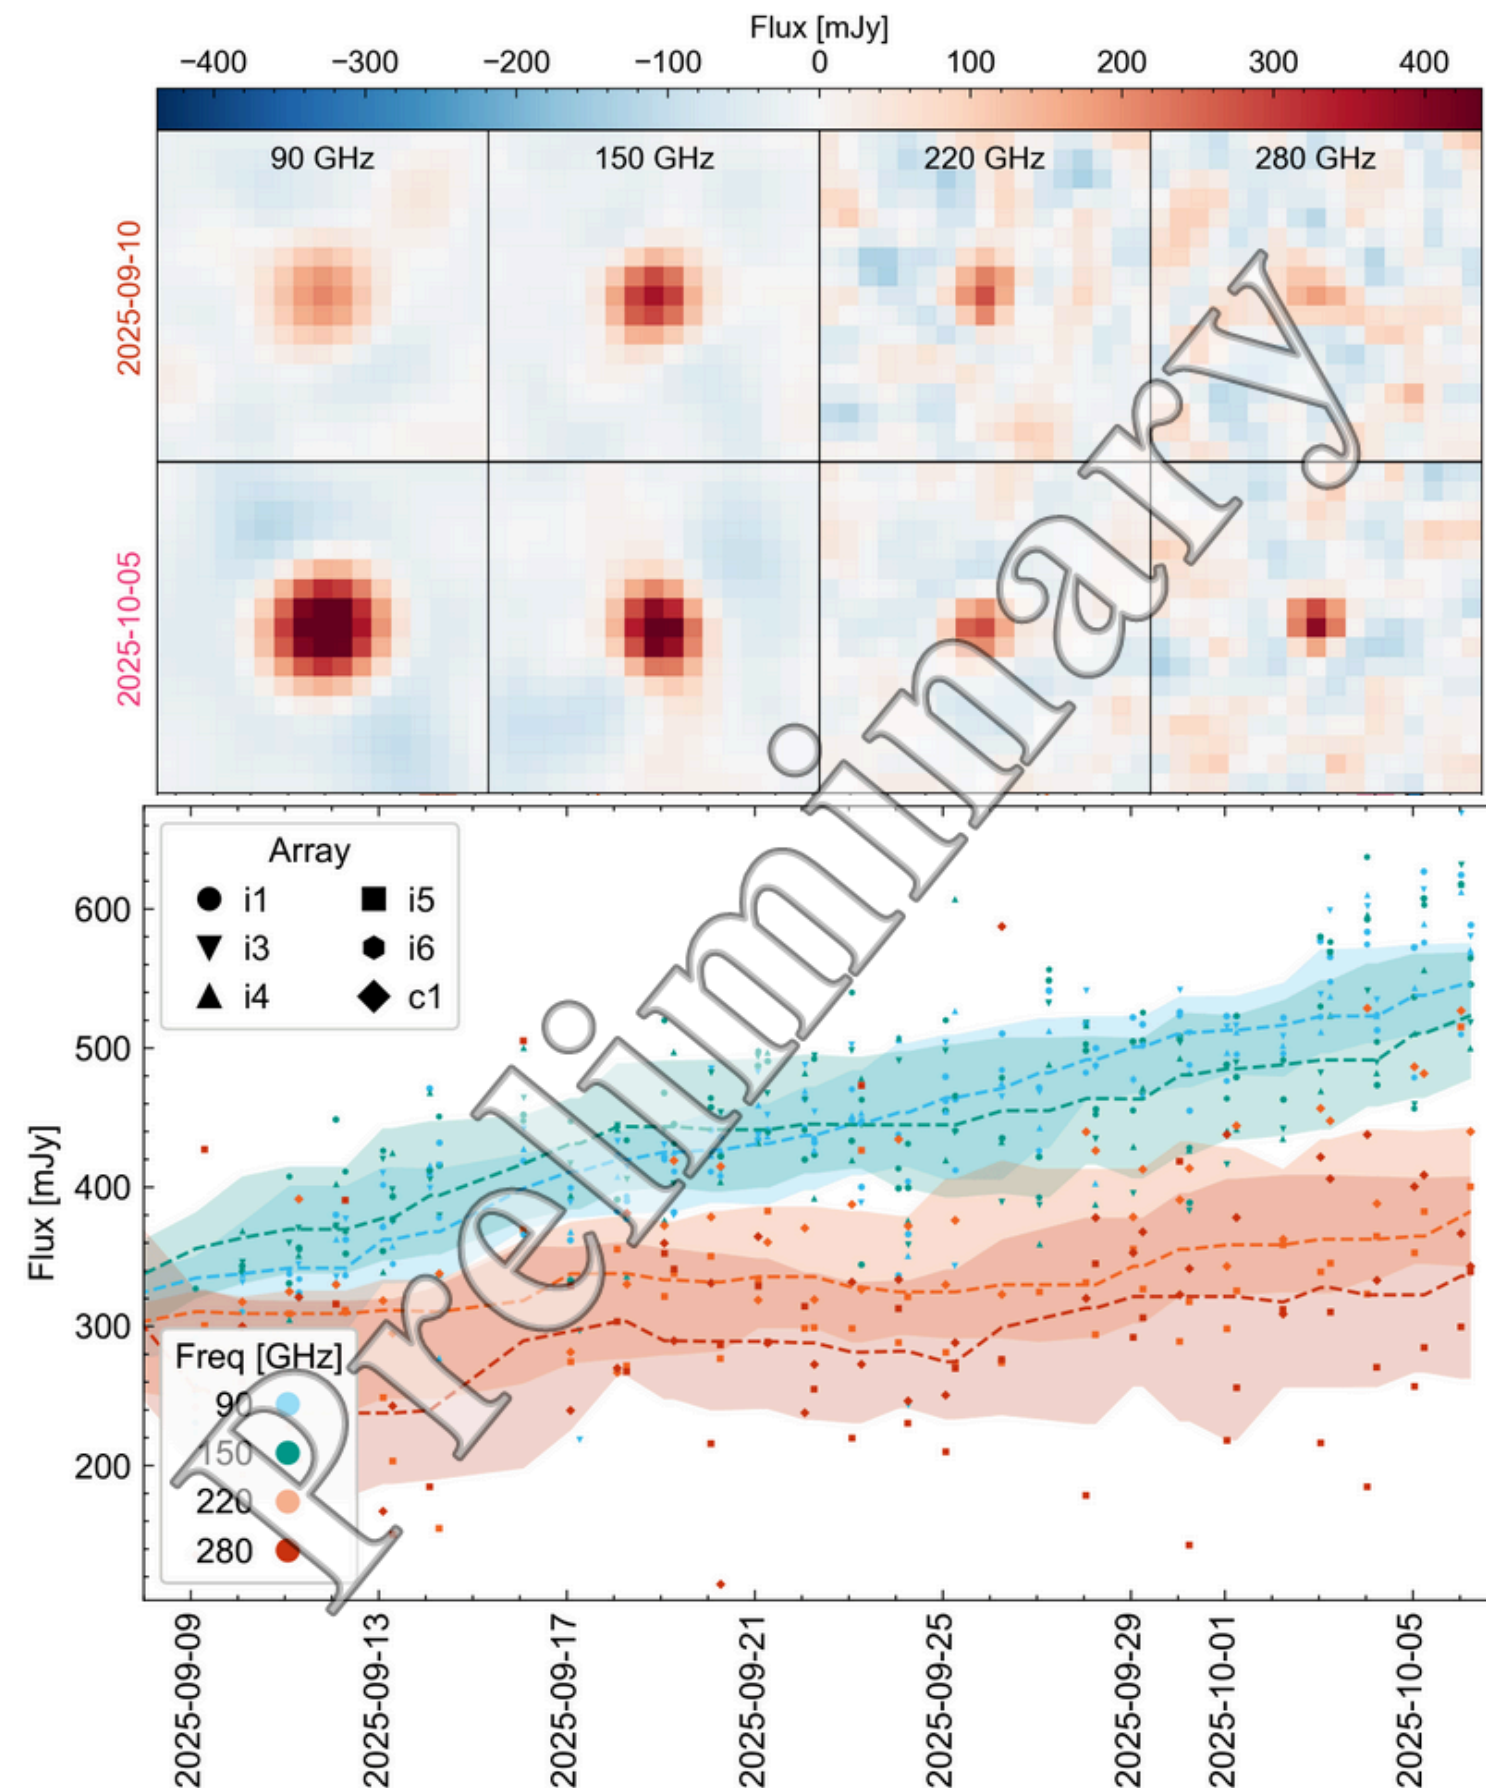 Flux [mJy]
−400 −300 −200 −100 0 100 200 300 400
90 GHz 150 GHz 220 GHz 280 GHz
2025-09-10
2025-10-05
Preliminary
Array
i1 i5
i3 i6
i4 c1
600
500
400
300
200
Flux [mJy]
Freq [GHz]
90
150
220
280
2025-09-09 2025-09-13 2025-09-17 2025-09-21 2025-09-25 2025-09-29 2025-10-01 2025-10-05